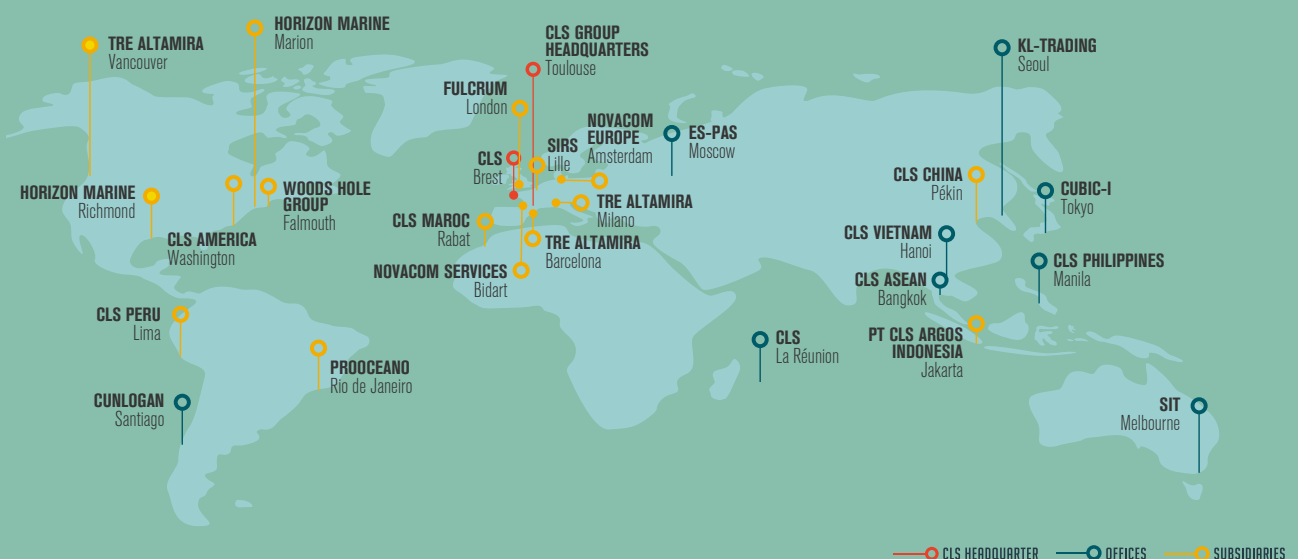 HORIZON MARINE
Marion
TRE ALTAMIRA
Vancouver
CLS GROUP
HEADQUARTERS
Toulouse
KL-TRADING
Seoul
FULCRUM
London
NOVACOM
EUROPE
Amsterdam
ES-PAS
Moscow
SIRS
Lille
CLS
Brest
HORIZON MARINE
Richmond
WOODS HOLE
GROUP
Falmouth
CLS AMERICA
Washington
CLS MAROC
Rabat
TRE ALTAMIRA
Milano
TRE ALTAMIRA
Barcelona
NOVACOM SERVICES
Bidart
CLS CHINA
Pékin
CUBIC-I
Tokyo
CLS VIETNAM
Hanoi
CLS ASEAN
Bangkok
CLS PHILIPPINES
Manila
CLS PERU
Lima
PROOCEANO
Rio de Janeiro
CLS
La Réunion
PT CLS ARGOS
INDONESIA
Jakarta
CUNLOGAN
Santiago
SIT
Melbourne
CLS HEADQUARTER
OFFICES
SUBSIDIARIES